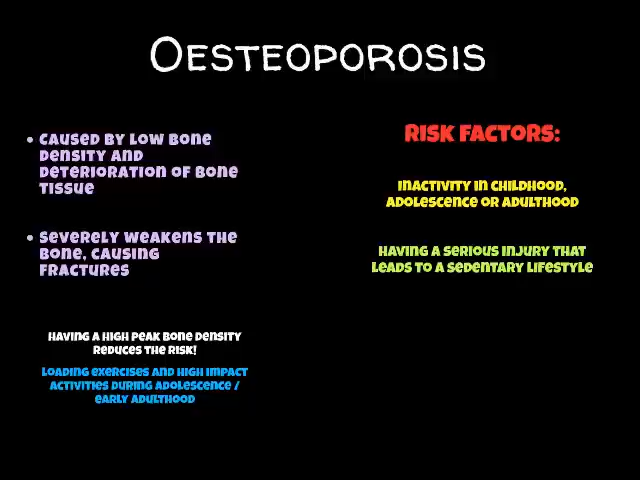 Oesteoporosis
Caused by low bone
density and
deterioration of bone
tissue
Severely weakens the
bone, causing
fractures
Having a high peak bone density
reduces the risk!
Loading exercises and high impact
activities during adolescence /
early adulthood
Risk Factors:
Inactivity in childhood,
adolescence or adulthood
Having a serious injury that
leads to a sedentary lifestyle